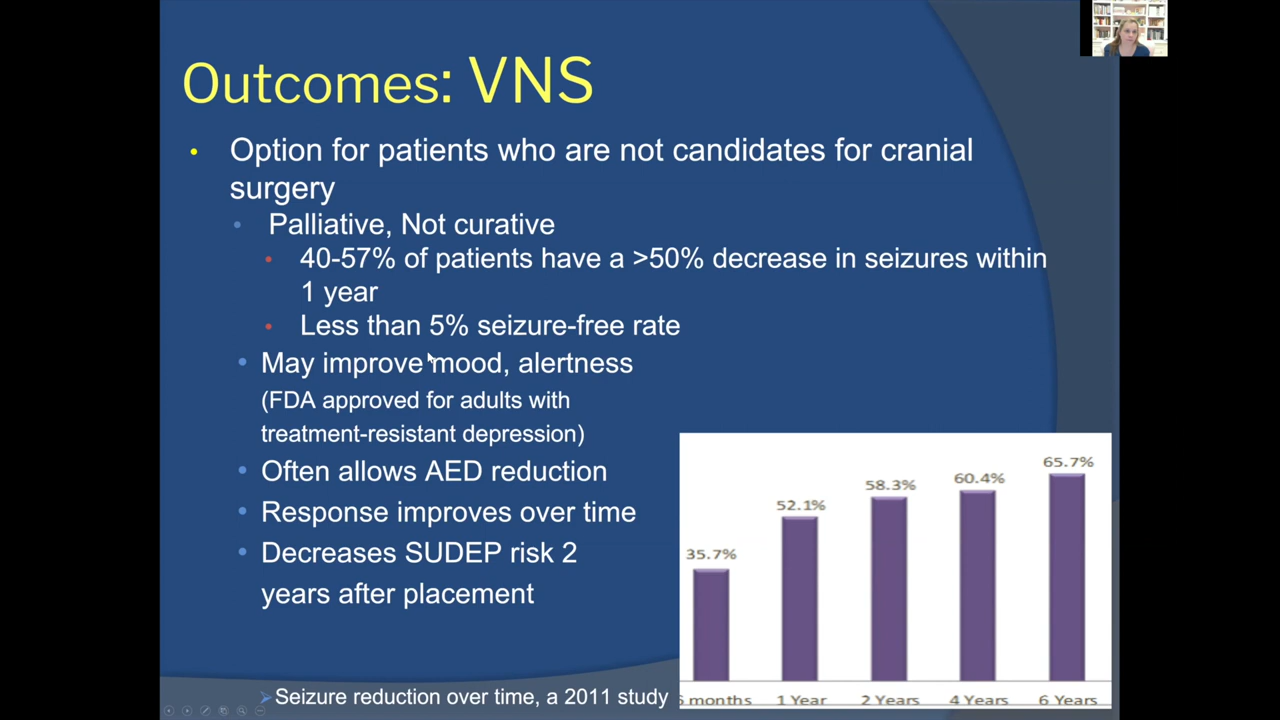 Outcomes: VNS
Option for patients who are not candidates for cranial
surgery
Palliative, Not curative
40-57% of patients have a >50% decrease in seizures within
1 year
Less than 5% seizure-free rate
May improve mood, alertness
(FDA approved for adults with
treatment-resistant depression)
Often allows AED reduction
Response improves over time
Decreases SUDEP risk 2
years after placement
Seizure reduction over time, a 2011 study
35.7% 52.1% 58.3% 60.4% 65.7%
months 1 Year 2 Years 4 Years 6 Years